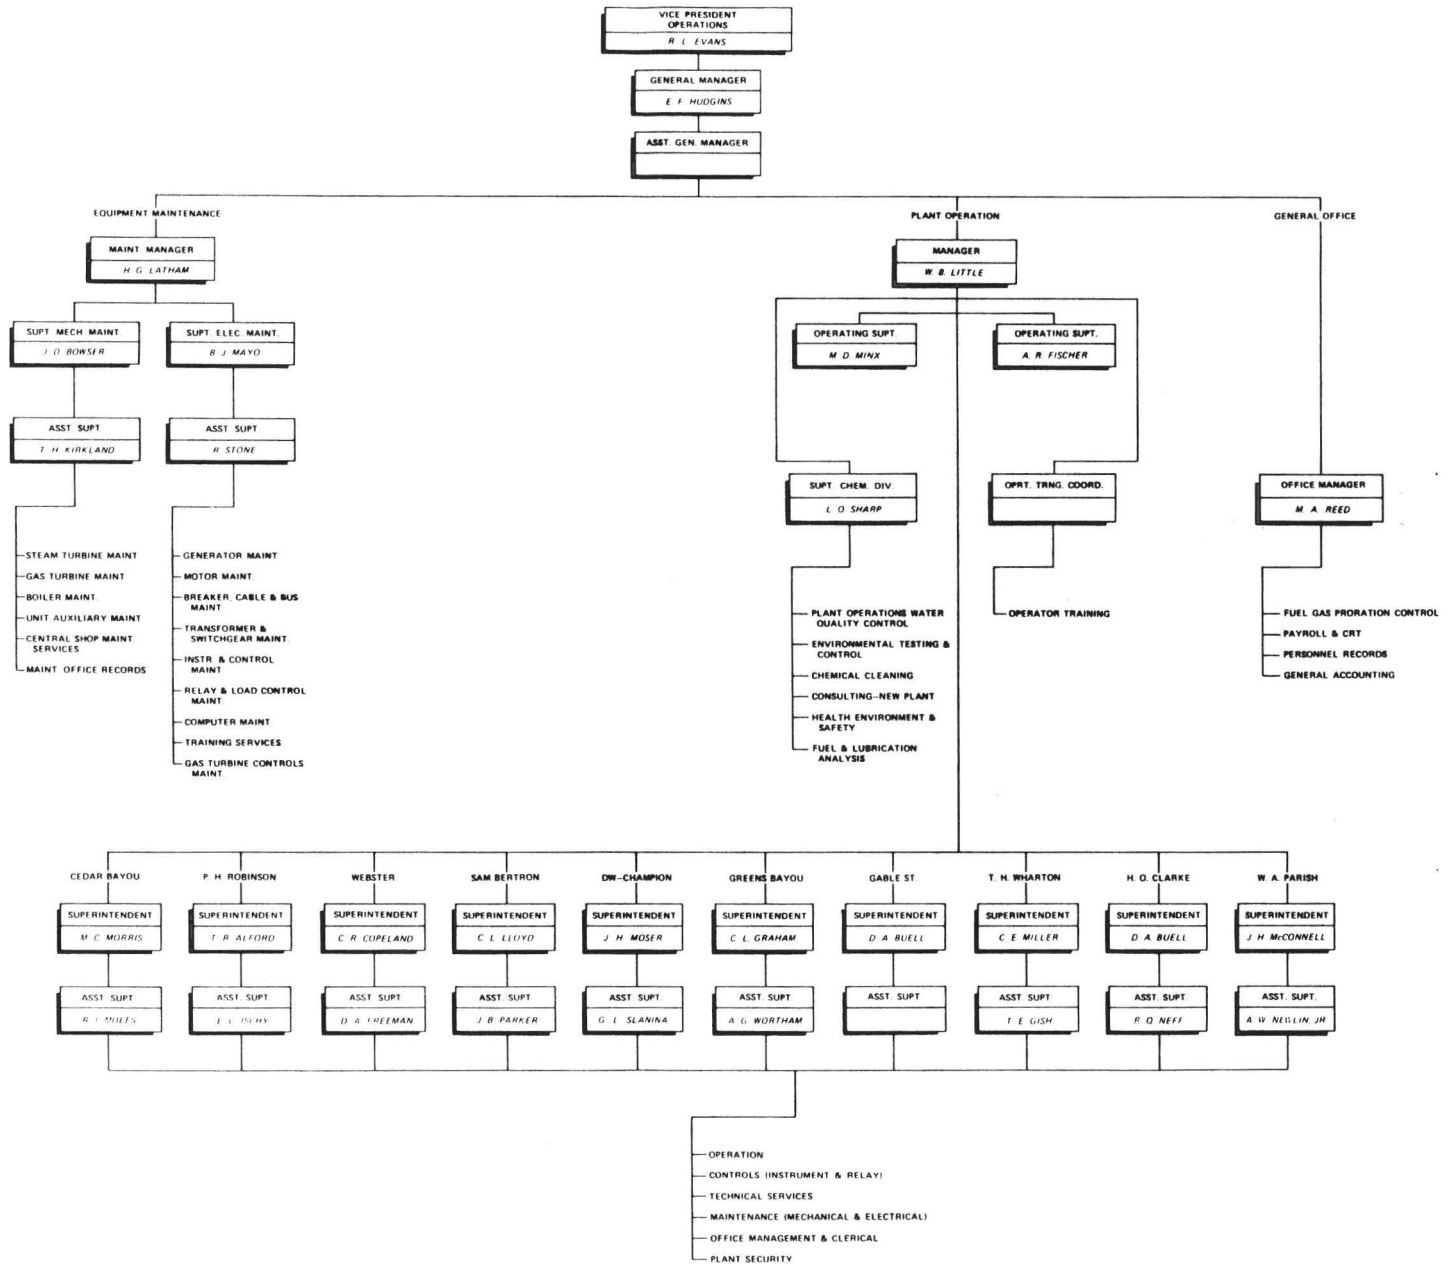 VICE PRESIDENT
OPERATIONS
R. L. EVANS
GENERAL MANAGER
E. F. HUDGINS
ASST. GEN. MANAGER
EQUIPMENT MAINTENANCE
MAINT. MANAGER
H. G. LATHAM
SUPT. MECH. MAINT.
J. D. BOWSER
SUPT. ELEC. MAINT.
B. J. MAYO
ASST. SUPT.
T. H. KIRKLAND
ASST. SUPT.
R. STONE
STEAM TURBINE MAINT
GAS TURBINE MAINT
BOILER MAINT.
UNIT AUXILIARY MAINT
CENTRAL SHOP MAINT.
SERVICES
MAINT OFFICE RECORDS
GENERATOR MAINT
MOTOR MAINT.
BREAKER, CABLE & BUS
MAINT.
TRANSFORMER &
SWITCHGEAR MAINT.
INSTR & CONTROL
MAINT
RELAY & LOAD CONTROL
MAINT
COMPUTER MAINT
TRAINING SERVICES
GAS TURBINE CONTROLS
MAINT.
PLANT OPERATION
MANAGER
W. B. LITTLE
OPERATING SUPT.
M. D. MINX
OPERATING SUPT.
A. R. FISCHER
SUPT. CHEM. DIV.
L. O. SHARP
OPRT. TRNG. COORD.
PLANT OPERATIONS WATER
QUALITY CONTROL
ENVIRONMENTAL TESTING &
CONTROL
CHEMICAL CLEANING
CONSULTING-NEW PLANT
HEALTH ENVIRONMENT &
SAFETY
FUEL & LUBRICATION
ANALYSIS
OPERATOR TRAINING
GENERAL OFFICE
OFFICE MANAGER
M. A. REED
FUEL GAS PRORATION CONTROL
PAYROLL & CRT
PERSONNEL RECORDS
GENERAL ACCOUNTING
CEDAR BAYOU
SUPERINTENDENT
M. C. MORRIS
ASST. SUPT.
MOLES
P. H. ROBINSON
SUPERINTENDENT
T. R. ALFORD
ASST. SUPT.
ISCHY
WEBSTER
SUPERINTENDENT
C. R. COPELAND
ASST. SUPT.
D. A. FREEMAN
SAM BERTRON
SUPERINTENDENT
C. L. LLOYD
ASST. SUPT.
J. B. PARKER
DW-CHAMPION
SUPERINTENDENT
J. H. MOSER
ASST. SUPT.
G. L. SLANINA
GREENS BAYOU
SUPERINTENDENT
C. L. GRAHAM
ASST. SUPT.
A. G. WORTHAM
GABLE ST.
SUPERINTENDENT
D. A. BUELL
ASST. SUPT.
T. H. WHARTON
SUPERINTENDENT
C. E. MILLER
ASST. SUPT.
T. E. GISH
H. O. CLARKE
SUPERINTENDENT
D. A. BUELL
ASST. SUPT.
R. O. NEFF
W. A. PARISH
SUPERINTENDENT
J. H. McCONNELL
ASST. SUPT.
A. W. NEWLIN, JR
OPERATION
CONTROLS (INSTRUMENT & RELAY)
TECHNICAL SERVICES
MAINTENANCE (MECHANICAL & ELECTRICAL)
OFFICE MANAGEMENT & CLERICAL
PLANT SECURITY